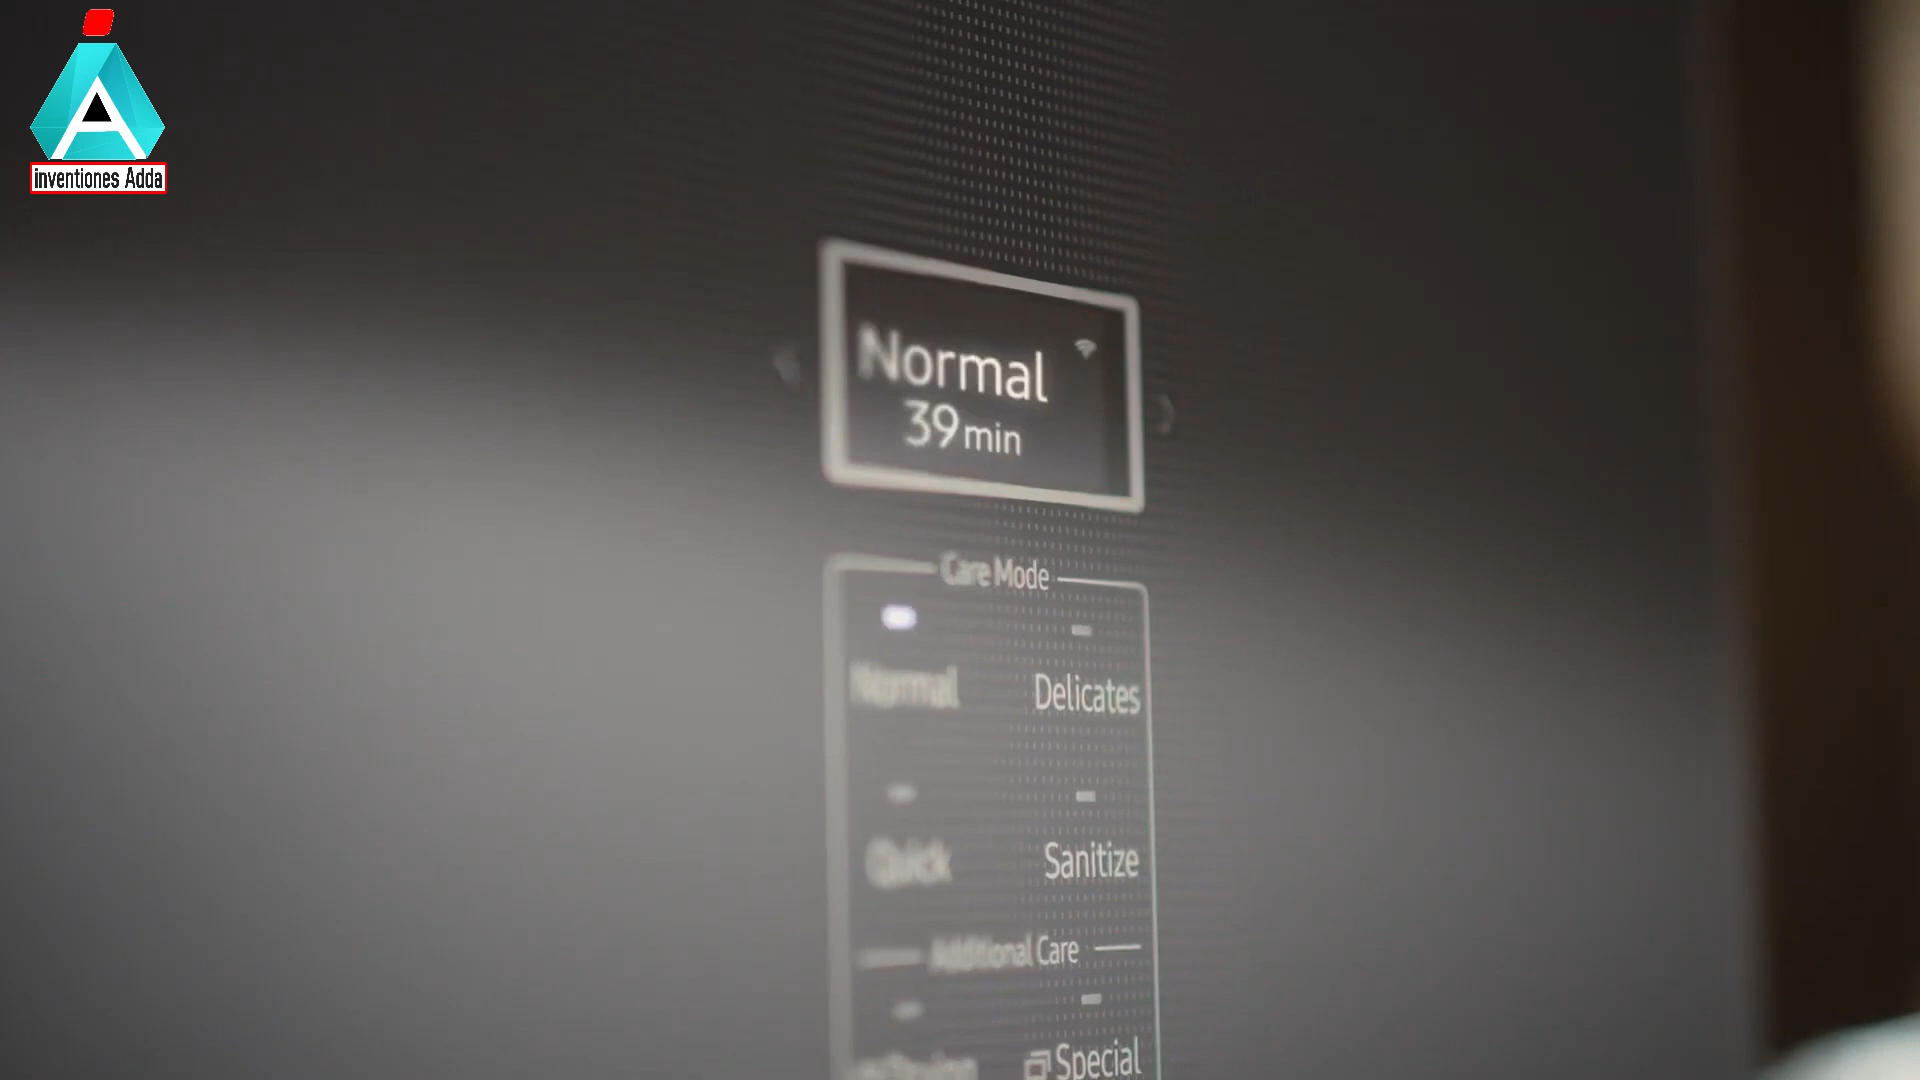 inventiones Adda
Normal
39 min
Care Mode
Normal Delicates
Quick Sanitize
Additional Care
Special